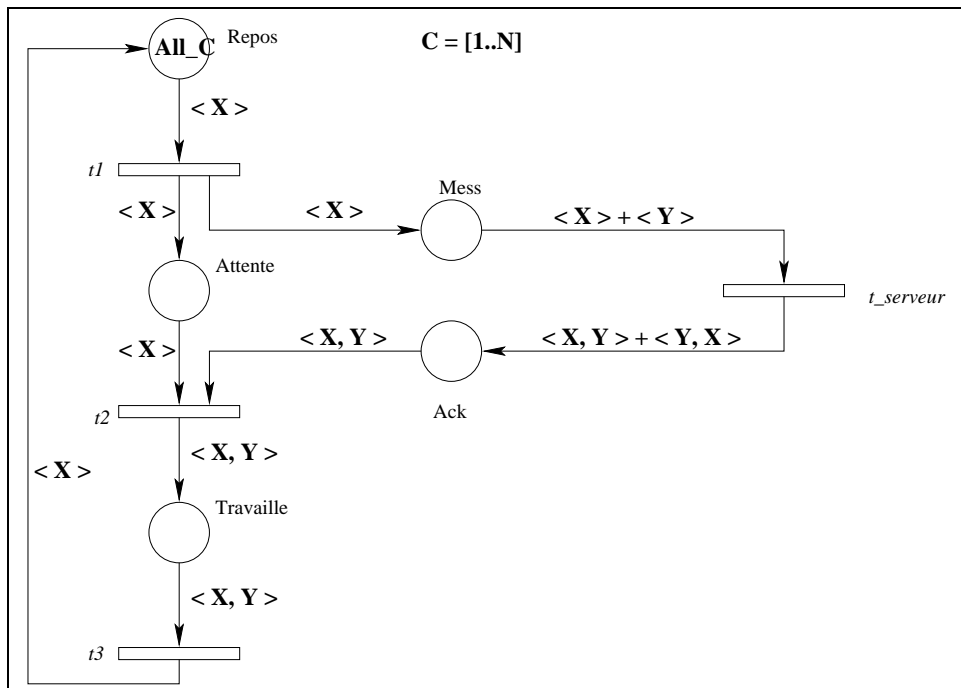 Repos
C = [1..N]
All_C
< X >
t1
Mess
< X >
< X >
< X > + < Y >
Attente
t_serveur
< X >
< X, Y >
< X, Y > + < Y, X >
t2
Ack
< X, Y >
< X >
Travaille
< X, Y >
t3